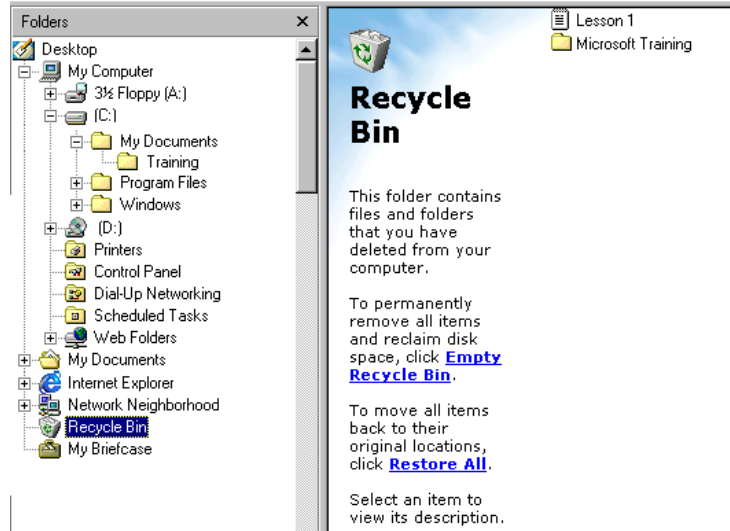 Folders
Desktop
My Computer
3½ Floppy (A:)
(C:)
My Documents
Training
Program Files
Windows
(D:)
Printers
Control Panel
Dial-Up Networking
Scheduled Tasks
Web Folders
My Documents
Internet Explorer
Network Neighborhood
Recycle Bin
My Briefcase
Recycle
Bin
This folder contains
files and folders
that you have
deleted from your
computer.
To permanently
remove all items
and reclaim disk
space, click Empty
Recycle Bin.
To move all items
back to their
original locations,
click Restore All.
Select an item to
view its description.
Lesson 1
Microsoft Training